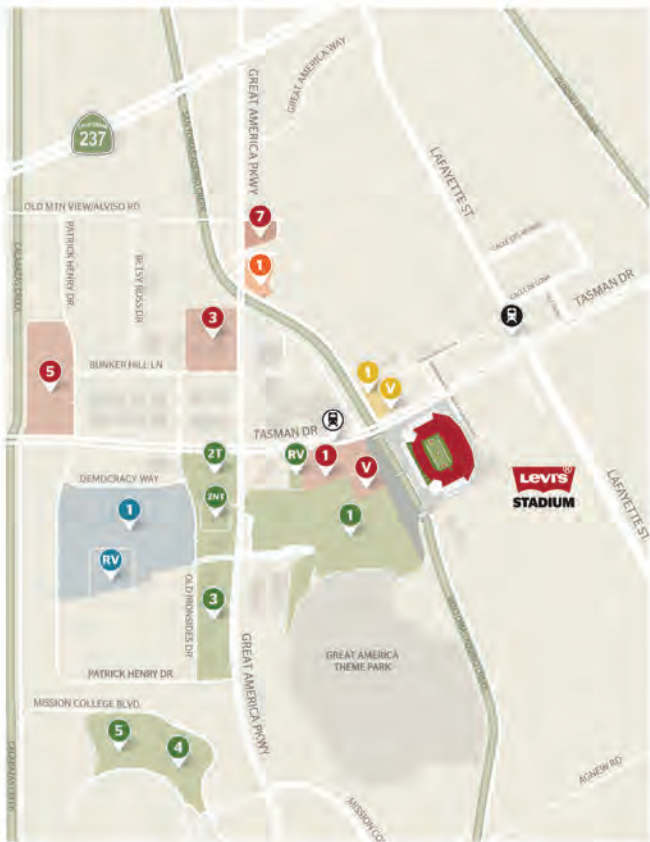 GREAT AMERICA WAY
GREAT AMERICA PKWY
237
LAFAYETTE ST
OLD MTN VIEW/ALVISO RD
7
PATRICK HENRY DR
BETSY ROSS DR
1
TASMAN DR
3
5
BUNKER HILL LN
1
V
TASMAN DR
2T
RV
1
V
LEVI'S
STADIUM
DEMOCRACY WAY
2NT
1
1
RV
LAFAYETTE ST
3
OLD IRONSIDES DR
GREAT AMERICA
THEME PARK
GREAT AMERICA PKWY
PATRICK HENRY DR
MISSION COLLEGE BLVD.
5
4
AGNEW RD
MISSION CO